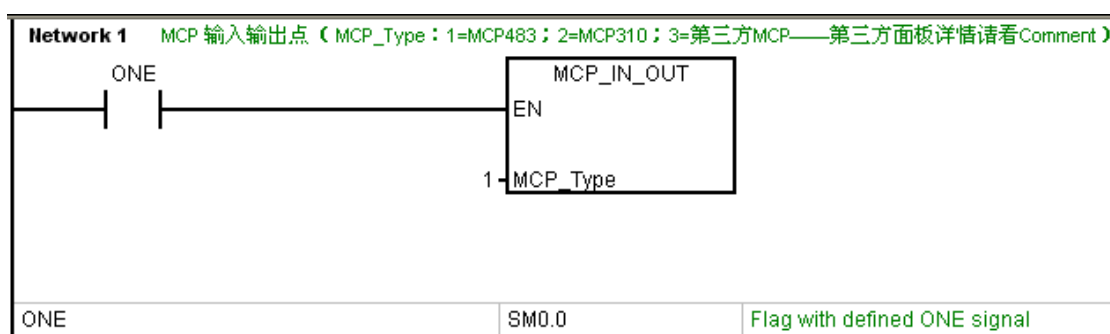 Network 1 MCP 输入输出点（MCP_Type：1=MCP483；2=MCP310；3=第三方MCP——第三方面板详情请看Comment）
ONE
MCP_IN_OUT
EN
1 MCP_Type
ONE SM0.0 Flag with defined ONE signal